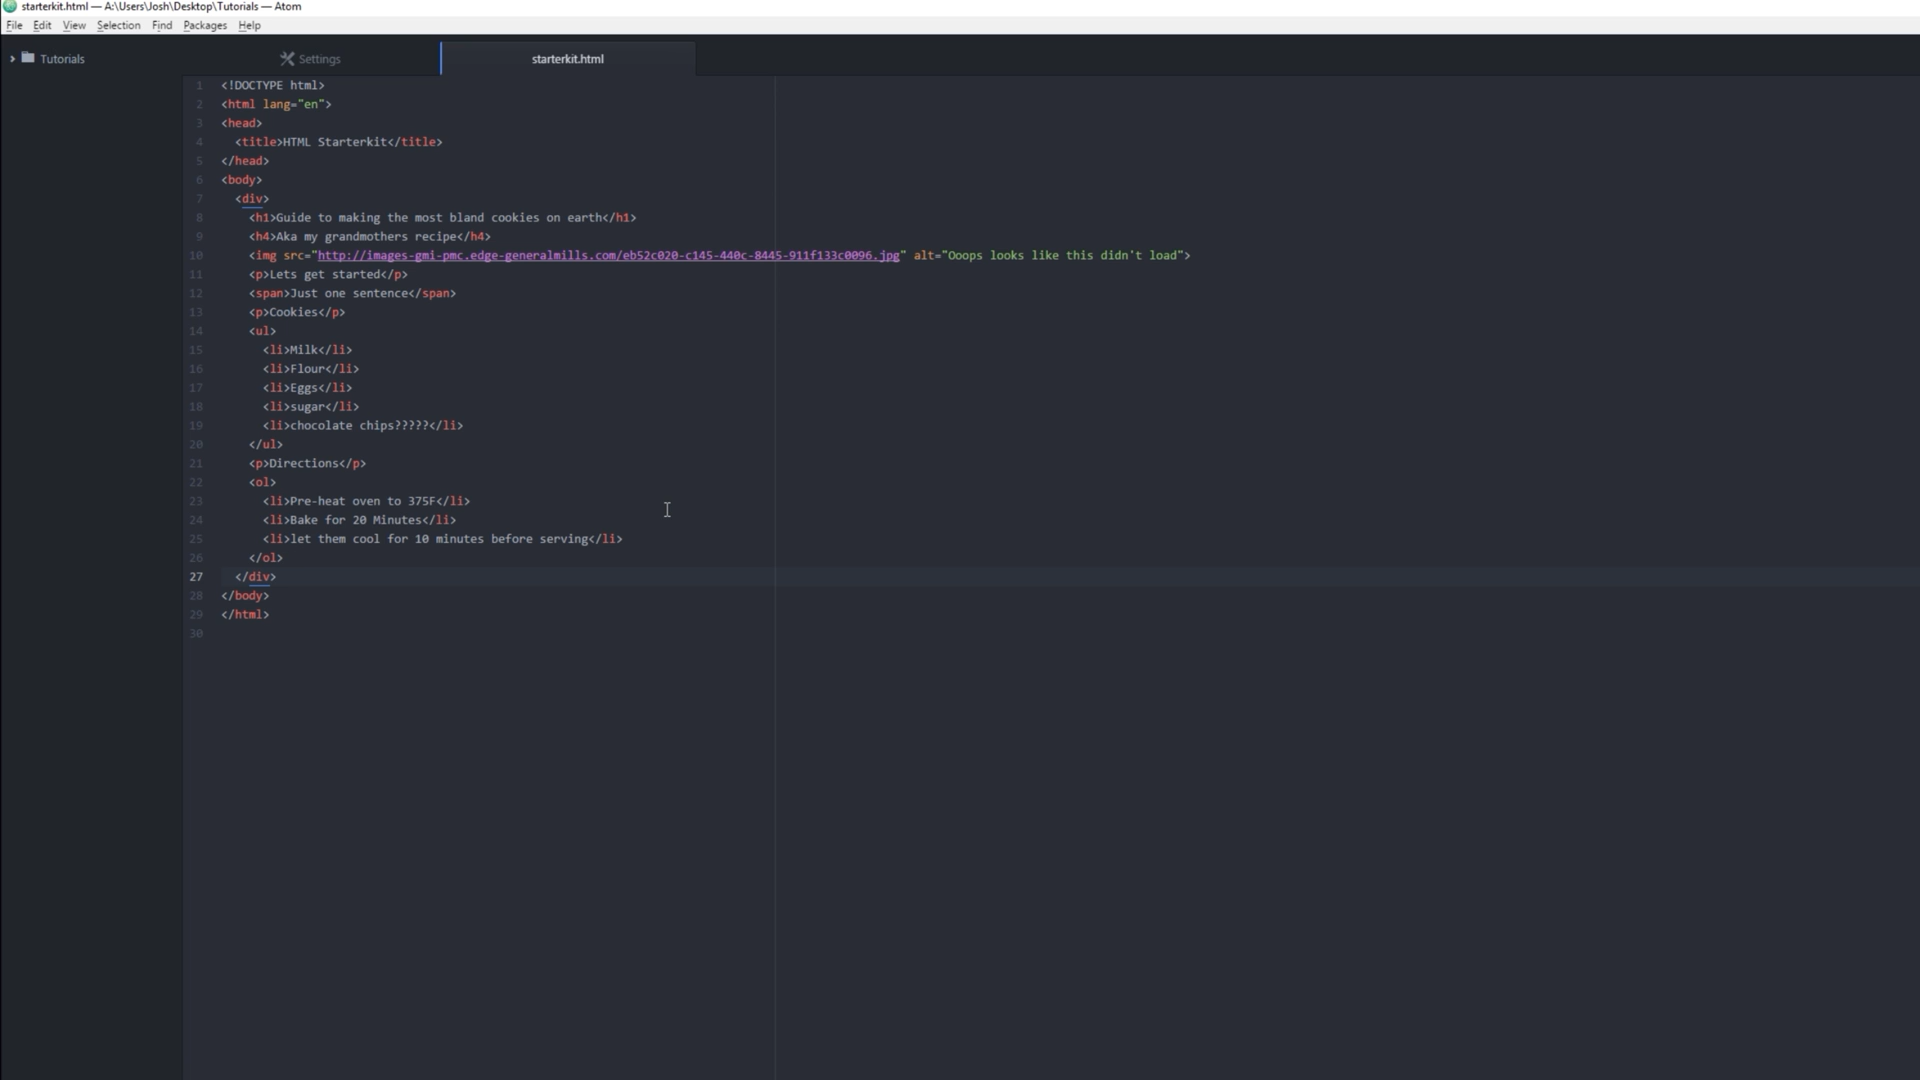 starterkit.html — A:\Users\Josh\Desktop\Tutorials — Atom
File Edit View Selection Find Packages Help
Tutorials
Settings
starterkit.html
1 <!DOCTYPE html>
2 <html lang="en">
3 <head>
4 <title>HTML Starterkit</title>
5 </head>
6 <body>
7 <div>
8 <h1>Guide to making the most bland cookies on earth</h1>
9 <h4>Aka my grandmothers recipe</h4>
10 <img src="http://images-gmi-pmc.edge-generalmills.com/eb52c020-c145-440c-8445-911f133c0096.jpg" alt="Ooops looks like this didn't load">
11 <p>Lets get started</p>
12 <span>Just one sentence</span>
13 <p>Cookies</p>
14 <ul>
15 <li>Milk</li>
16 <li>Flour</li>
17 <li>Eggs</li>
18 <li>sugar</li>
19 <li>chocolate chips?????</li>
20 </ul>
21 <p>Directions</p>
22 <ol>
23 <li>Pre-heat oven to 375F</li>
24 <li>Bake for 20 Minutes</li>
25 <li>let them cool for 10 minutes before serving</li>
26 </ol>
27 </div>
28 </body>
29 </html>
30